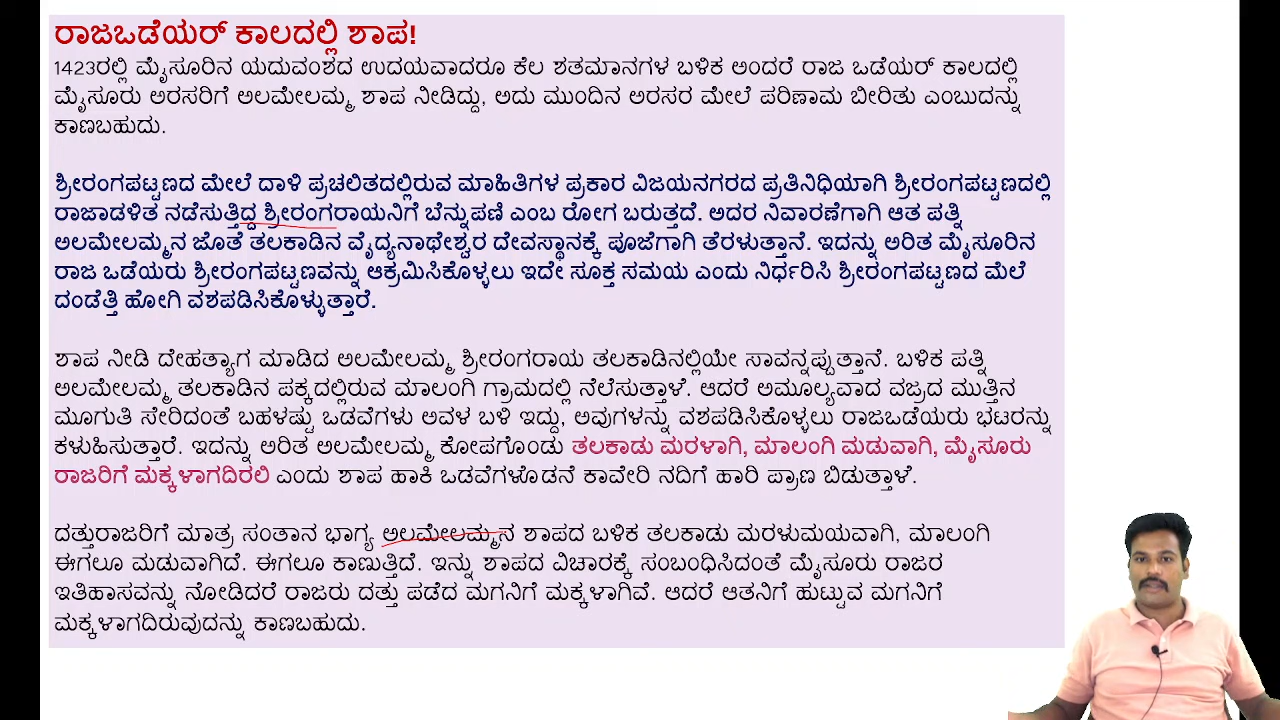 ರಾಜಒಡೆಯರ್ ಕಾಲದಲ್ಲಿ ಶಾಪ!
1423ರಲ್ಲಿ ಮೈಸೂರಿನ ಯದುವಂಶದ ಉದಯವಾದರೂ ಕೆಲ ಶತಮಾನಗಳ ಬಳಿಕ ಅಂದರೆ ರಾಜ ಒಡೆಯರ್ ಕಾಲದಲ್ಲಿ
ಮೈಸೂರು ಅರಸರಿಗೆ ಅಲಮೇಲಮ್ಮ ಶಾಪ ನೀಡಿದ್ದು, ಅದು ಮುಂದಿನ ಅರಸರ ಮೇಲೆ ಪರಿಣಾಮ ಬೀರಿತು ಎಂಬುದನ್ನು
ಕಾಣಬಹುದು.
ಶ್ರೀರಂಗಪಟ್ಟಣದ ಮೇಲೆ ದಾಳಿ ಪ್ರಚಲಿತದಲ್ಲಿರುವ ಮಾಹಿತಿಗಳ ಪ್ರಕಾರ ವಿಜಯನಗರದ ಪ್ರತಿನಿಧಿಯಾಗಿ ಶ್ರೀರಂಗಪಟ್ಟಣದಲ್ಲಿ
ರಾಜಾಡಳಿತ ನಡೆಸುತ್ತಿದ್ದ ಶ್ರೀರಂಗರಾಯನಿಗೆ ಬೆನ್ನುಪಣಿ ಎಂಬ ರೋಗ ಬರುತ್ತದೆ. ಅದರ ನಿವಾರಣೆಗಾಗಿ ಆತ ಪತ್ನಿ
ಅಲಮೇಲಮ್ಮನ ಜೊತೆ ತಲಕಾಡಿನ ವೈದ್ಯನಾಥೇಶ್ವರ ದೇವಸ್ಥಾನಕ್ಕೆ ಪೂಜೆಗಾಗಿ ತೆರಳುತ್ತಾನೆ. ಇದನ್ನು ಅರಿತ ಮೈಸೂರಿನ
ರಾಜ ಒಡೆಯರು ಶ್ರೀರಂಗಪಟ್ಟಣವನ್ನು ಆಕ್ರಮಿಸಿಕೊಳ್ಳಲು ಇದೇ ಸೂಕ್ತ ಸಮಯ ಎಂದು ನಿರ್ಧರಿಸಿ ಶ್ರೀರಂಗಪಟ್ಟಣದ ಮೆಲೆ
ದಂಡೆತ್ತಿ ಹೋಗಿ ವಶಪಡಿಸಿಕೊಳ್ಳುತ್ತಾರೆ.
ಶಾಪ ನೀಡಿ ದೇಹತ್ಯಾಗ ಮಾಡಿದ ಅಲಮೇಲಮ್ಮ ಶ್ರೀರಂಗರಾಯ ತಲಕಾಡಿನಲ್ಲಿಯೇ ಸಾವನ್ನಪ್ಪುತ್ತಾನೆ. ಬಳಿಕ ಪತ್ನಿ
ಅಲಮೇಲಮ್ಮ ತಲಕಾಡಿನ ಪಕ್ಕದಲ್ಲಿರುವ ಮಾಲಂಗಿ ಗ್ರಾಮದಲ್ಲಿ ನೆಲೆಸುತ್ತಾಳೆ. ಆದರೆ ಅಮೂಲ್ಯವಾದ ವಜ್ರದ ಮುತ್ತಿನ
ಮೂಗುತಿ ಸೇರಿದಂತೆ ಬಹಳಷ್ಟು ಒಡವೆಗಳು ಅವಳ ಬಳಿ ಇದ್ದು, ಅವುಗಳನ್ನು ವಶಪಡಿಸಿಕೊಳ್ಳಲು ರಾಜಒಡೆಯರು ಭಟರನ್ನು
ಕಳುಹಿಸುತ್ತಾರೆ. ಇದನ್ನು ಅರಿತ ಅಲಮೇಲಮ್ಮ ಕೋಪಗೊಂಡು ತಲಕಾಡು ಮರಳಾಗಿ, ಮಾಲಂಗಿ ಮಡುವಾಗಿ, ಮೈಸೂರು
ರಾಜರಿಗೆ ಮಕ್ಕಳಾಗದಿರಲಿ ಎಂದು ಶಾಪ ಹಾಕಿ ಒಡವೆಗಳೊಡನೆ ಕಾವೇರಿ ನದಿಗೆ ಹಾರಿ ಪ್ರಾಣ ಬಿಡುತ್ತಾಳೆ.
ದತ್ತುರಾಜರಿಗೆ ಮಾತ್ರ ಸಂತಾನ ಭಾಗ್ಯ ಅಲಮೇಲಮ್ಮನ ಶಾಪದ ಬಳಿಕ ತಲಕಾಡು ಮರಳುಮಯವಾಗಿ, ಮಾಲಂಗಿ
ಈಗಲೂ ಮಡುವಾಗಿದೆ. ಈಗಲೂ ಕಾಣುತ್ತಿದೆ. ಇನ್ನು ಶಾಪದ ವಿಚಾರಕ್ಕೆ ಸಂಬಂಧಿಸಿದಂತೆ ಮೈಸೂರು ರಾಜರ
ಇತಿಹಾಸವನ್ನು ನೋಡಿದರೆ ರಾಜರು ದತ್ತು ಪಡೆದ ಮಗನಿಗೆ ಮಕ್ಕಳಾಗಿವೆ. ಆದರೆ ಆತನಿಗೆ ಹುಟ್ಟುವ ಮಗನಿಗೆ
ಮಕ್ಕಳಾಗದಿರುವುದನ್ನು ಕಾಣಬಹುದು.